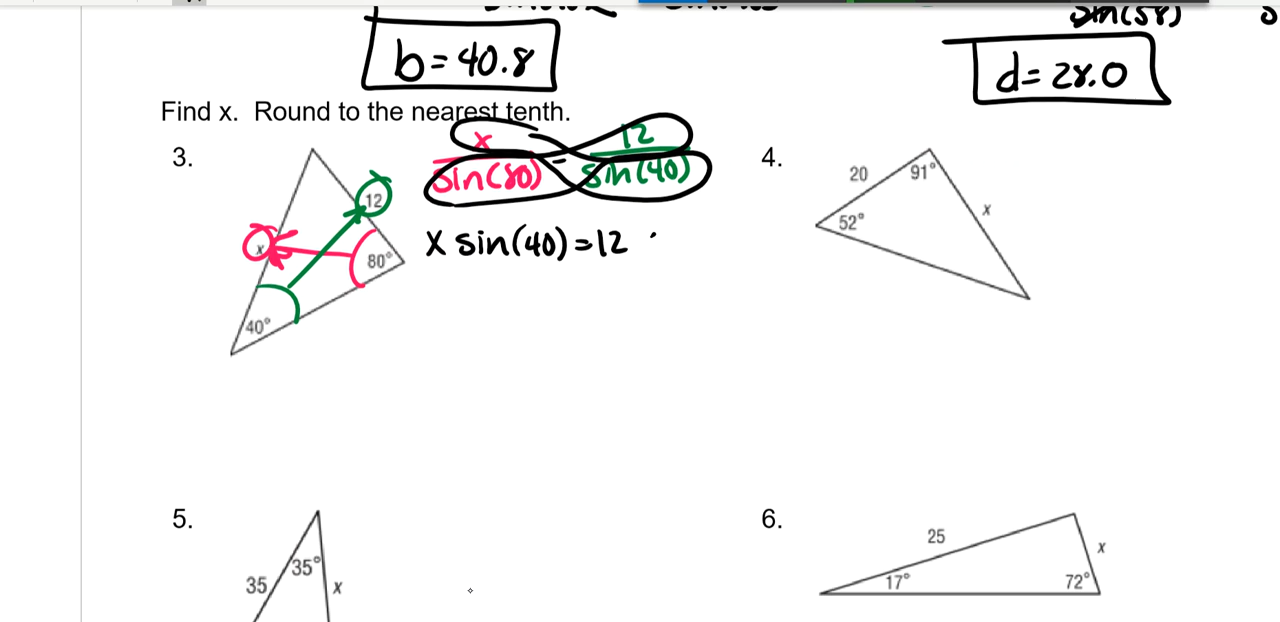 sin(58)
b=40.8
d=28.0
Find x. Round to the nearest tenth.
3.
x
sin(80)
=
12
sin(40)
x sin(40)=12 ·
12
x
80°
40°
4.
20
91°
52°
x
5.
35
35°
x
6.
25
x
17°
72°